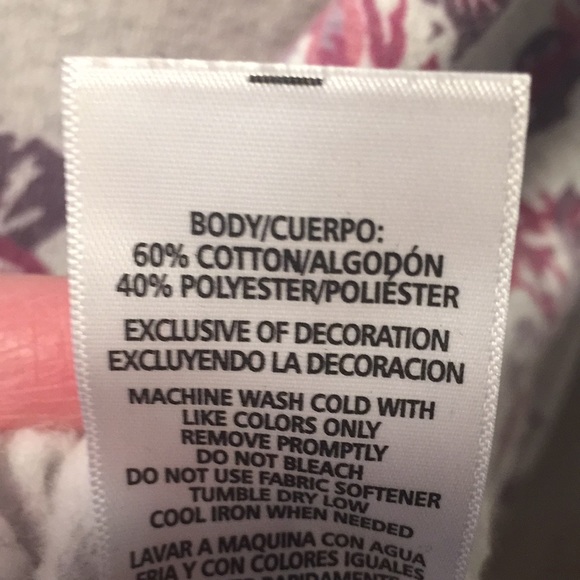 BODY/CUERPO:
60% COTTON/ALGODÓN
40% POLYESTER/POLIÉSTER
EXCLUSIVE OF DECORATION
EXCLUYENDO LA DECORACION
MACHINE WASH COLD WITH
LIKE COLORS ONLY
REMOVE PROMPTLY
DO NOT BLEACH
DO NOT USE FABRIC SOFTENER
TUMBLE DRY LOW
COOL IRON WHEN NEEDED
LAVAR A MAQUINA CON AGUA
FRIA Y CON COLORES IGUALES
RAPIDAMENTE